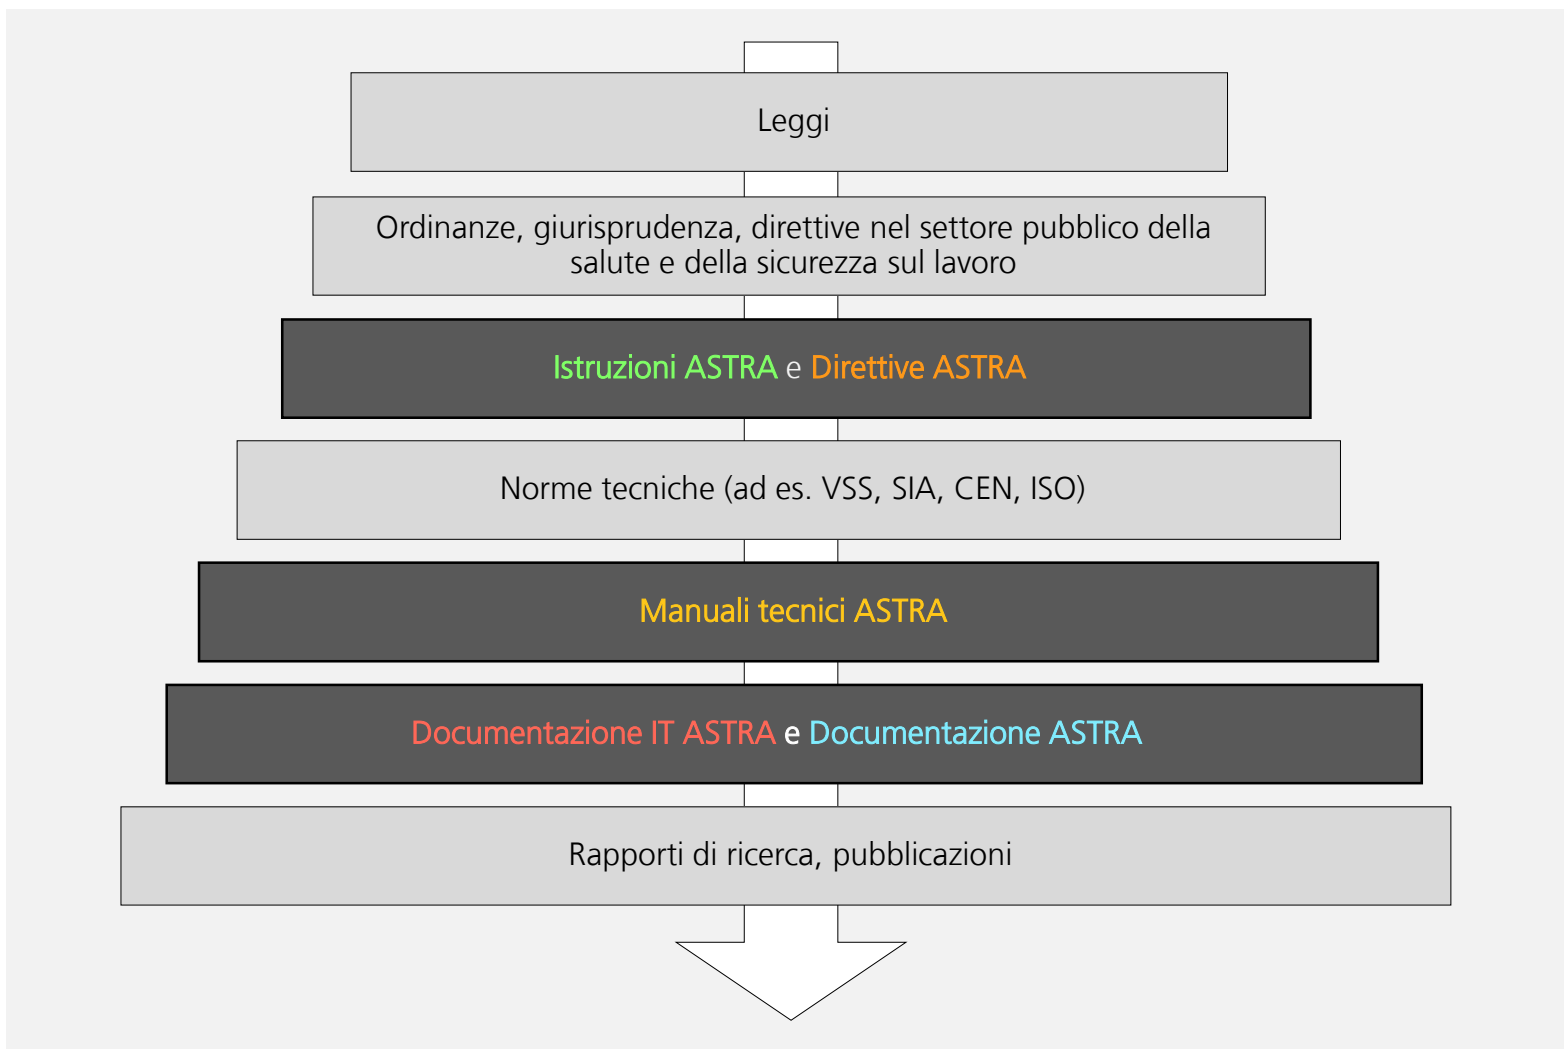 Leggi
Ordinanze, giurisprudenza, direttive nel settore pubblico della
salute e della sicurezza sul lavoro
Istruzioni ASTRA e Direttive ASTRA
Norme tecniche (ad es. VSS, SIA, CEN, ISO)
Manuali tecnici ASTRA
Documentazione IT ASTRA e Documentazione ASTRA
Rapporti di ricerca, pubblicazioni